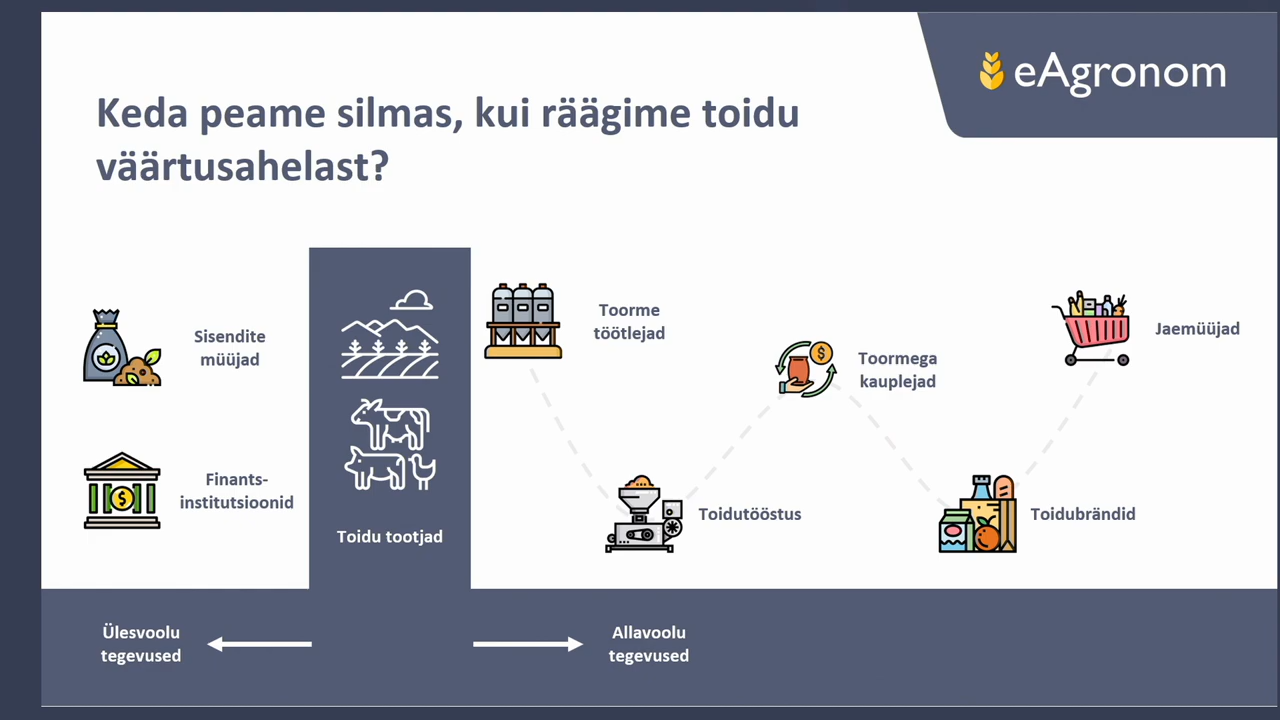 eAgronom
Keda peame silmas, kui räägime toidu
väärtusahelast?
Sisendite
müüjad
Finants-
institutsioonid
Toidu tootjad
Toorme
töötlejad
Toidutööstus
Toormega
kauplejad
Toidubrändid
Jaemüüjad
Ülesvoolu
tegevused
Allavoolu
tegevused